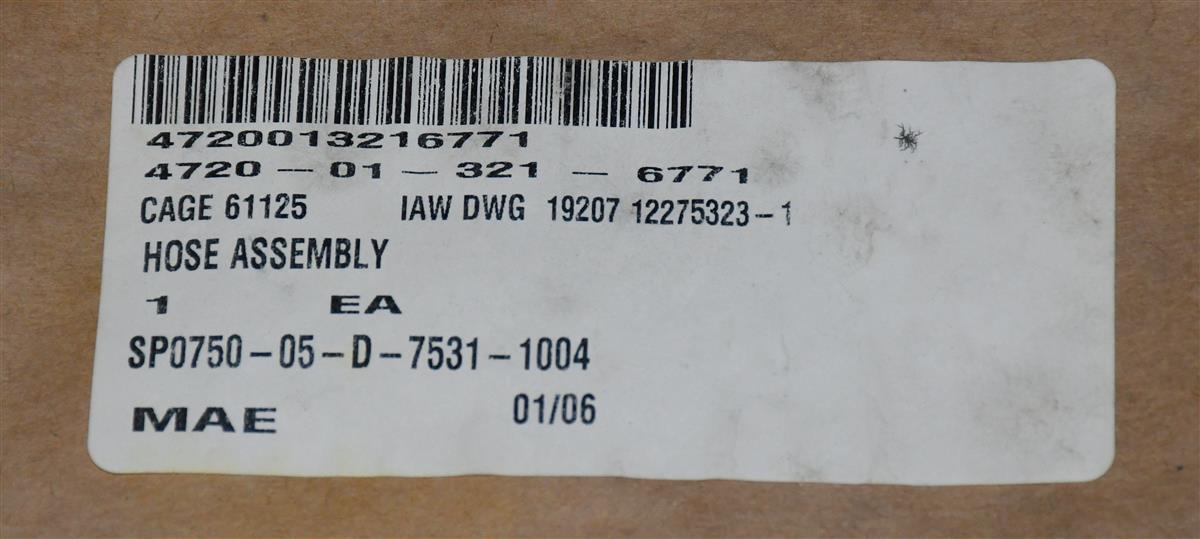 4720013216771
4720-01-321-6771
CAGE 61125 IAW DWG 19207 12275323-1
HOSE ASSEMBLY
1 EA
SP0750-05-D-7531-1004
MAE 01/06